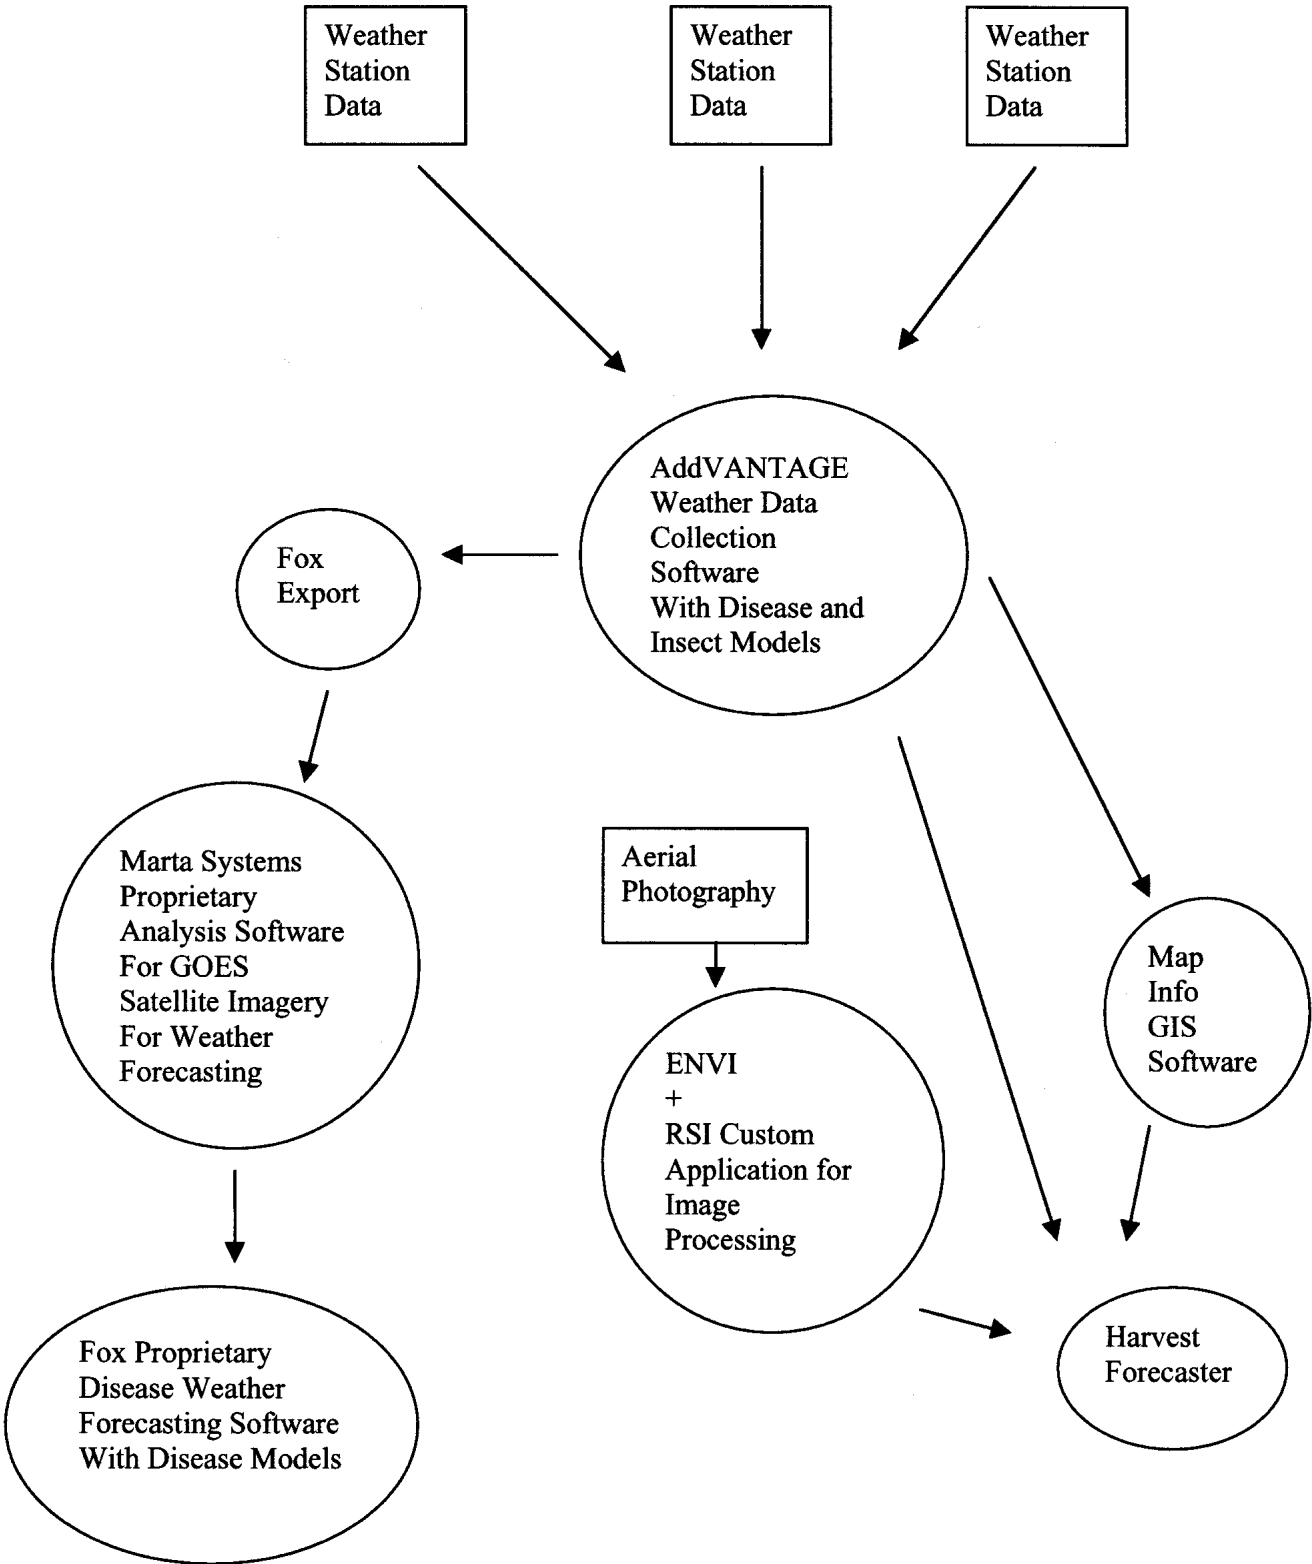 Weather
Station
Data
Weather
Station
Data
Weather
Station
Data
AddVANTAGE
Weather Data
Collection
Software
With Disease and
Insect Models
Fox
Export
Marta Systems
Proprietary
Analysis Software
For GOES
Satellite Imagery
For Weather
Forecasting
Aerial
Photography
Map
Info
GIS
Software
ENVI
+
RSI Custom
Application for
Image
Processing
Fox Proprietary
Disease Weather
Forecasting Software
With Disease Models
Harvest
Forecaster